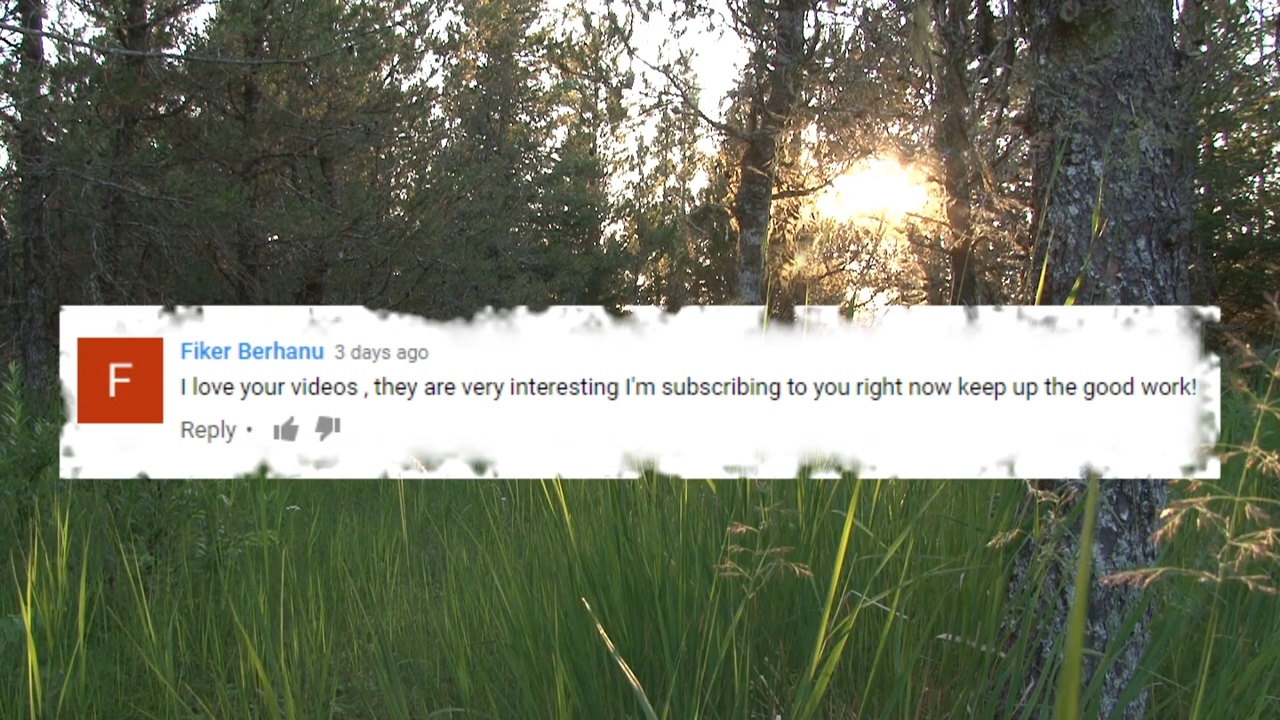 F
Fiker Berhanu 3 days ago
I love your videos , they are very interesting I'm subscribing to you right now keep up the good work!
Reply •